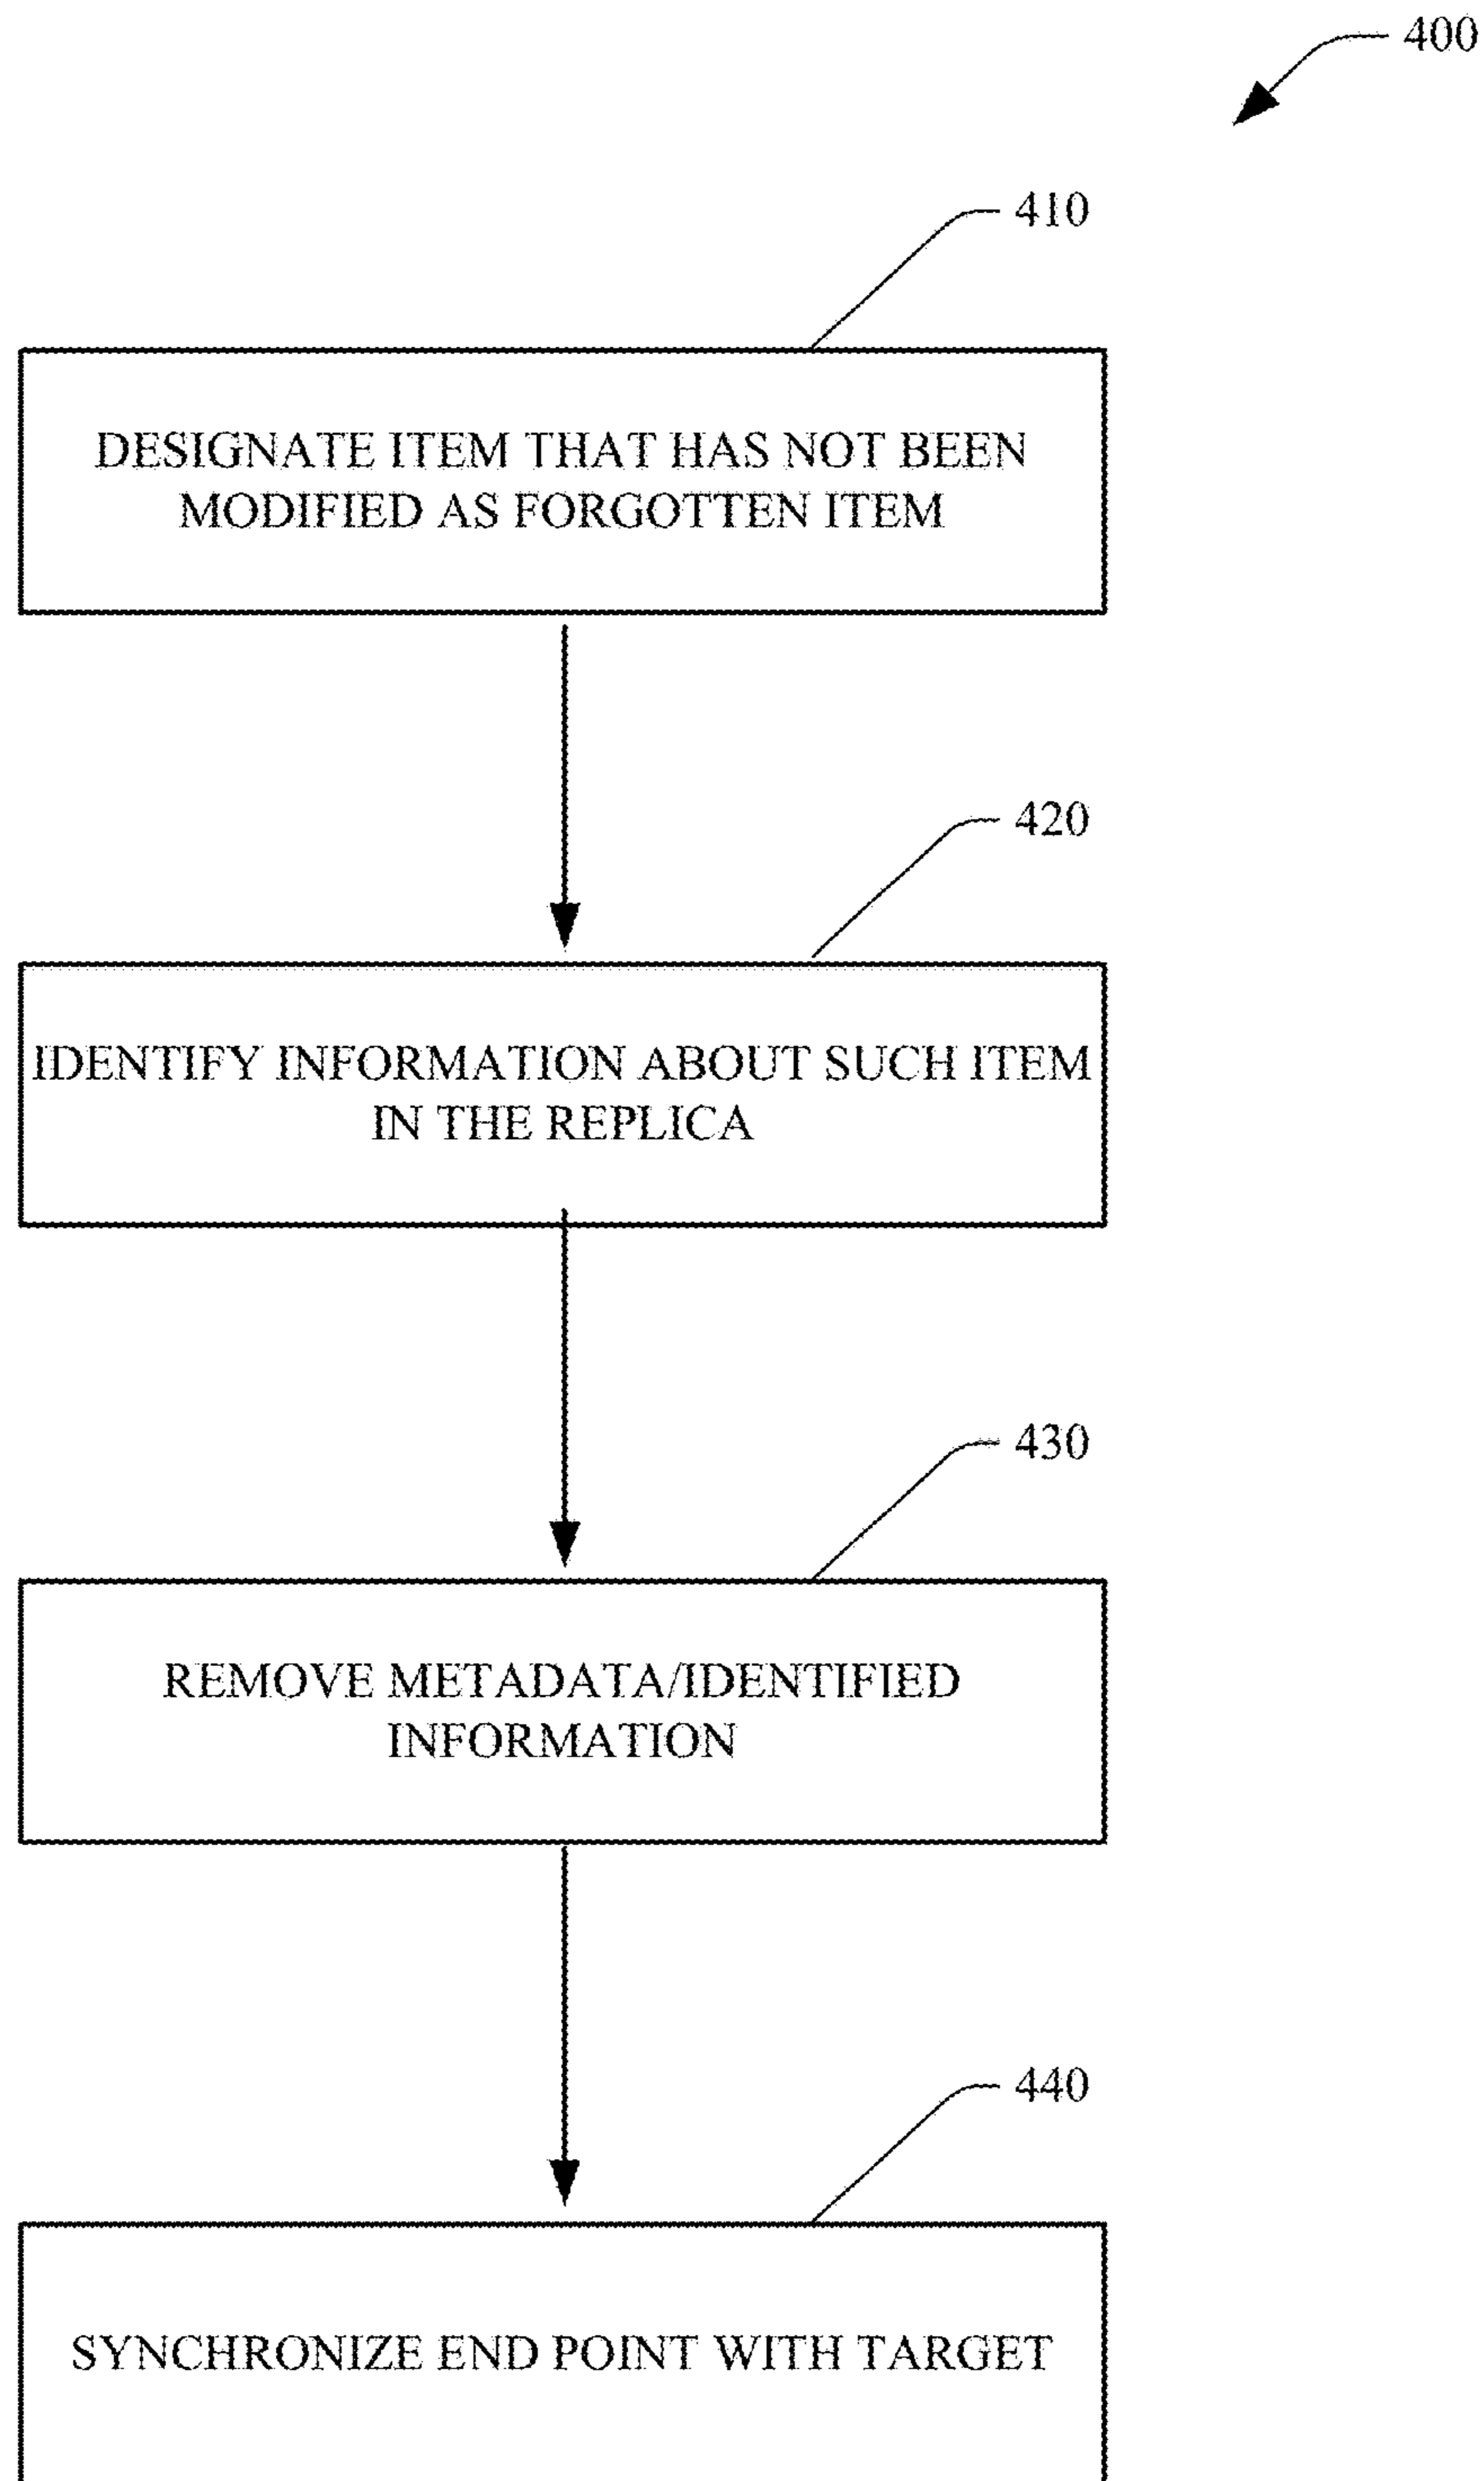 400
410
DESIGNATE ITEM THAT HAS NOT BEEN
MODIFIED AS FORGOTTEN ITEM
420
IDENTIFY INFORMATION ABOUT SUCH ITEM
IN THE REPLICA
430
REMOVE METADATA/IDENTIFIED
INFORMATION
440
SYNCHRONIZE END POINT WITH TARGET